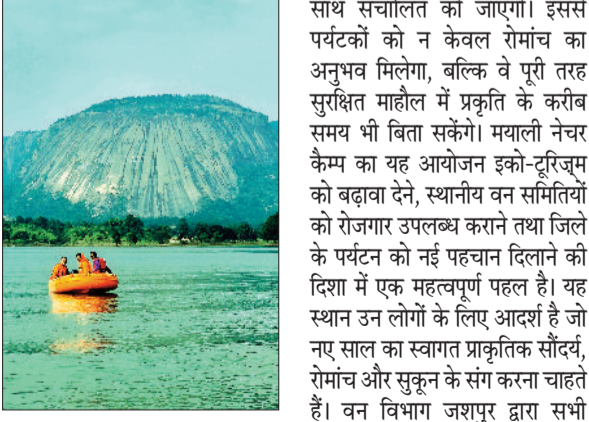 साथ संचालित की जाएगी। इससे
पर्यटकों को न केवल रोमांच का
अनुभव मिलेगा, बल्कि वे पूरी तरह
सुरक्षित माहौल में प्रकृति के करीब
समय भी बिता सकेंगे। मयाली नेचर
कैम्प का यह आयोजन इको-टूरिज़्म
को बढ़ावा देने, स्थानीय वन समितियों
को रोजगार उपलब्ध कराने तथा जिले
के पर्यटन को नई पहचान दिलाने की
दिशा में एक महत्वपूर्ण पहल है। यह
स्थान उन लोगों के लिए आदर्श है जो
नए साल का स्वागत प्राकृतिक सौंदर्य,
रोमांच और सुकून के संग करना चाहते
हैं। वन विभाग जशपुर द्वारा सभी